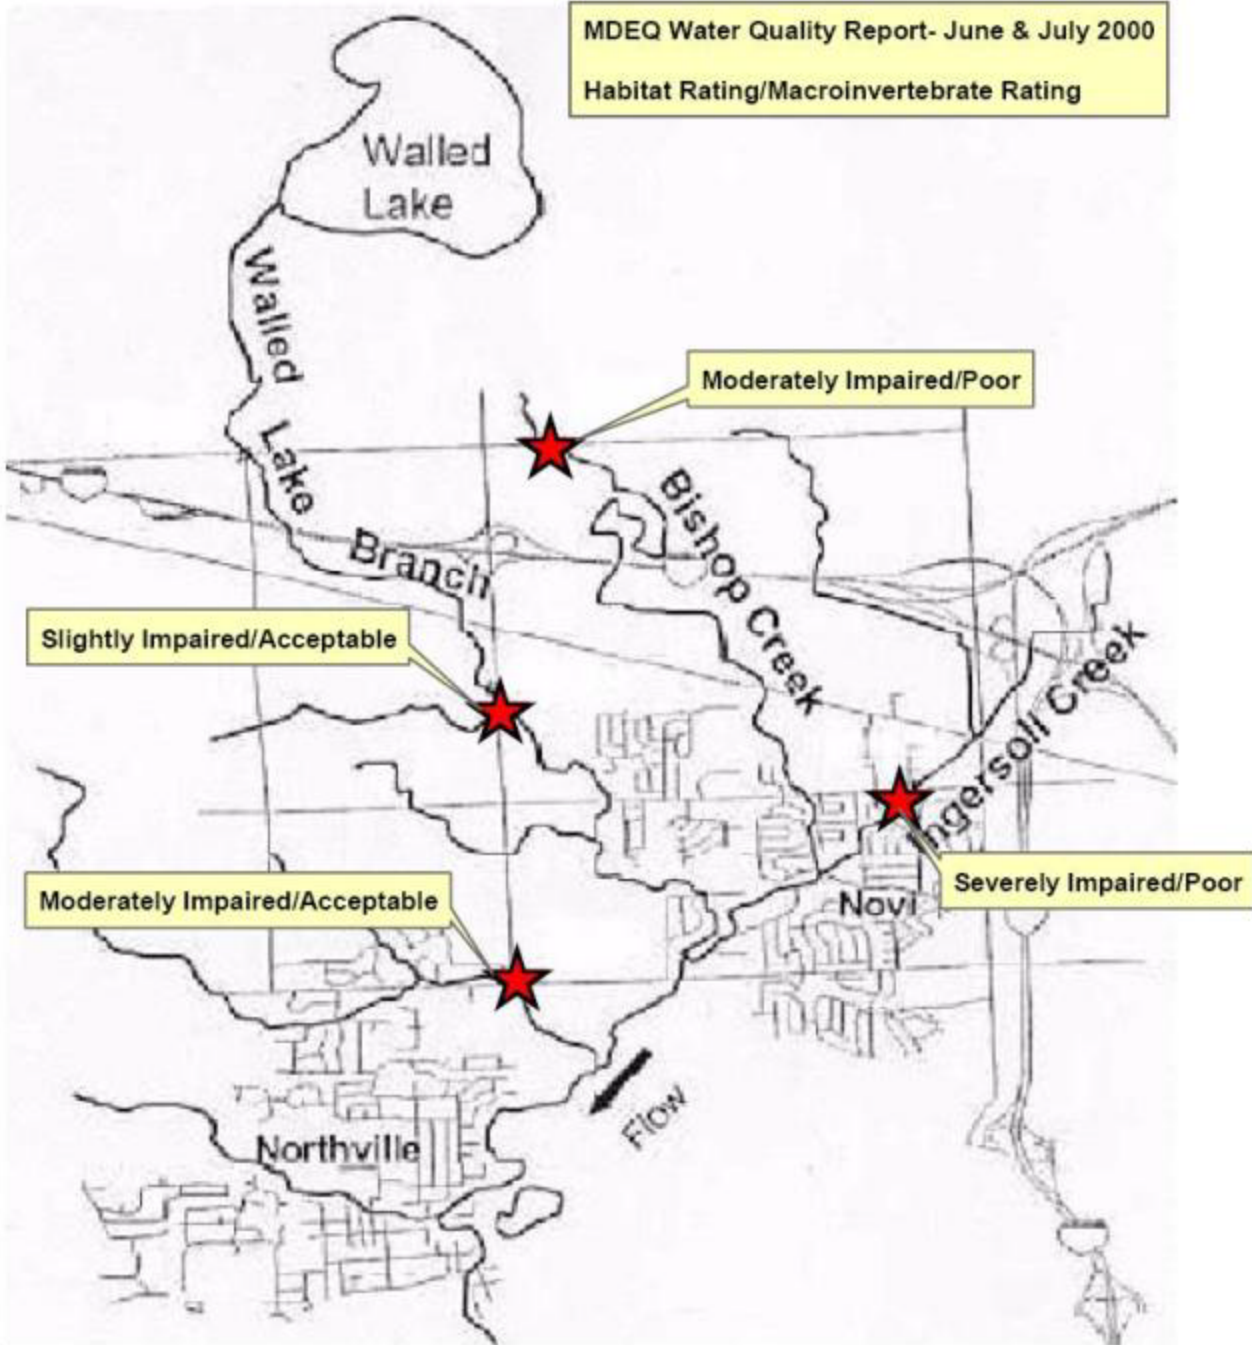 MDEQ Water Quality Report- June & July 2000
Habitat Rating/Macroinvertebrate Rating
Walled
Lake
Walled
Lake
Branch
Moderately Impaired/Poor
Bishop Creek
Slightly Impaired/Acceptable
Ingersoll Creek
Moderately Impaired/Acceptable
Severely Impaired/Poor
Novi
Flow
Northville